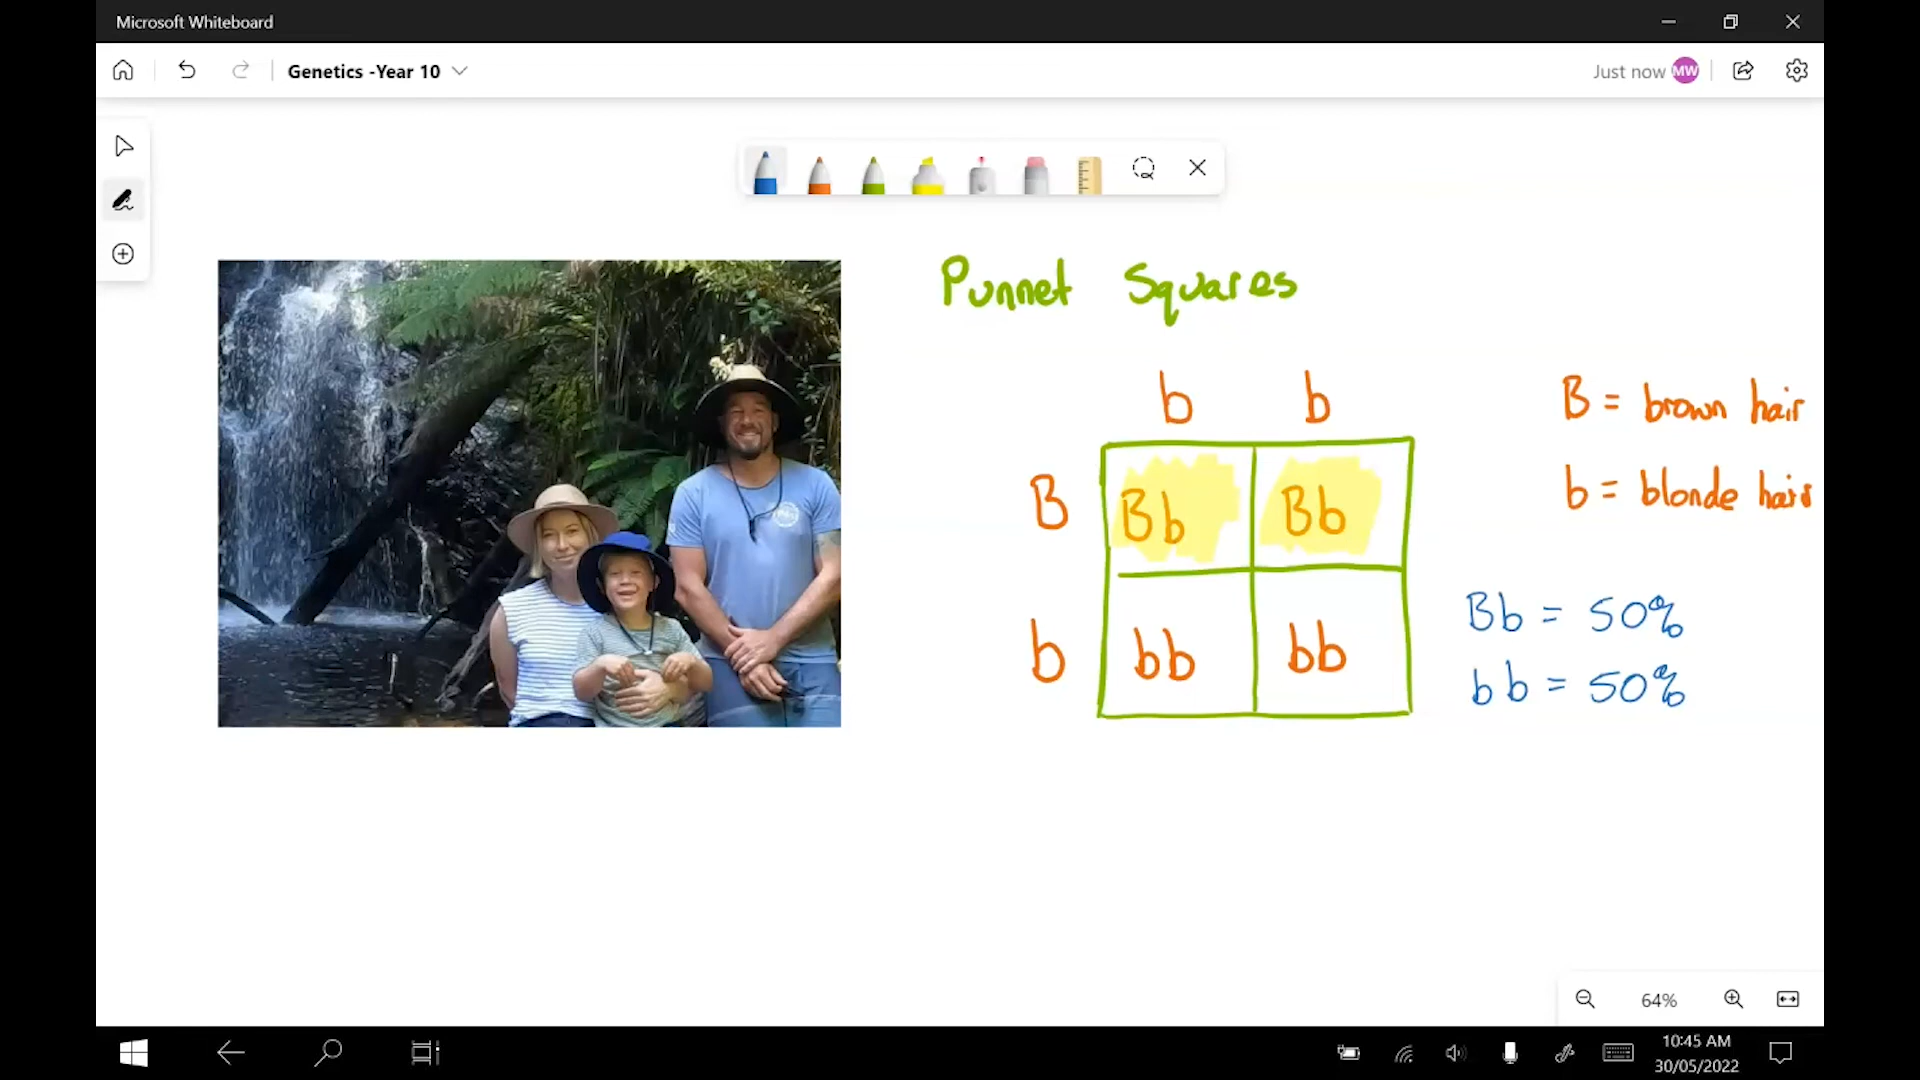 Microsoft Whiteboard
Genetics -Year 10
Just now MW
Punnet Squares
b b
B Bb Bb
b bb bb
B = brown hair
b = blonde hair
Bb = 50%
bb = 50%
64%
10:45 AM
30/05/2022